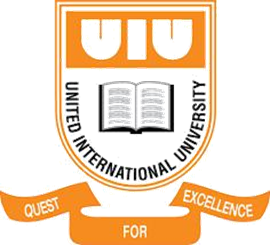 UIU
UNITED INTERNATIONAL UNIVERSITY
QUEST
FOR
EXCELLENCE